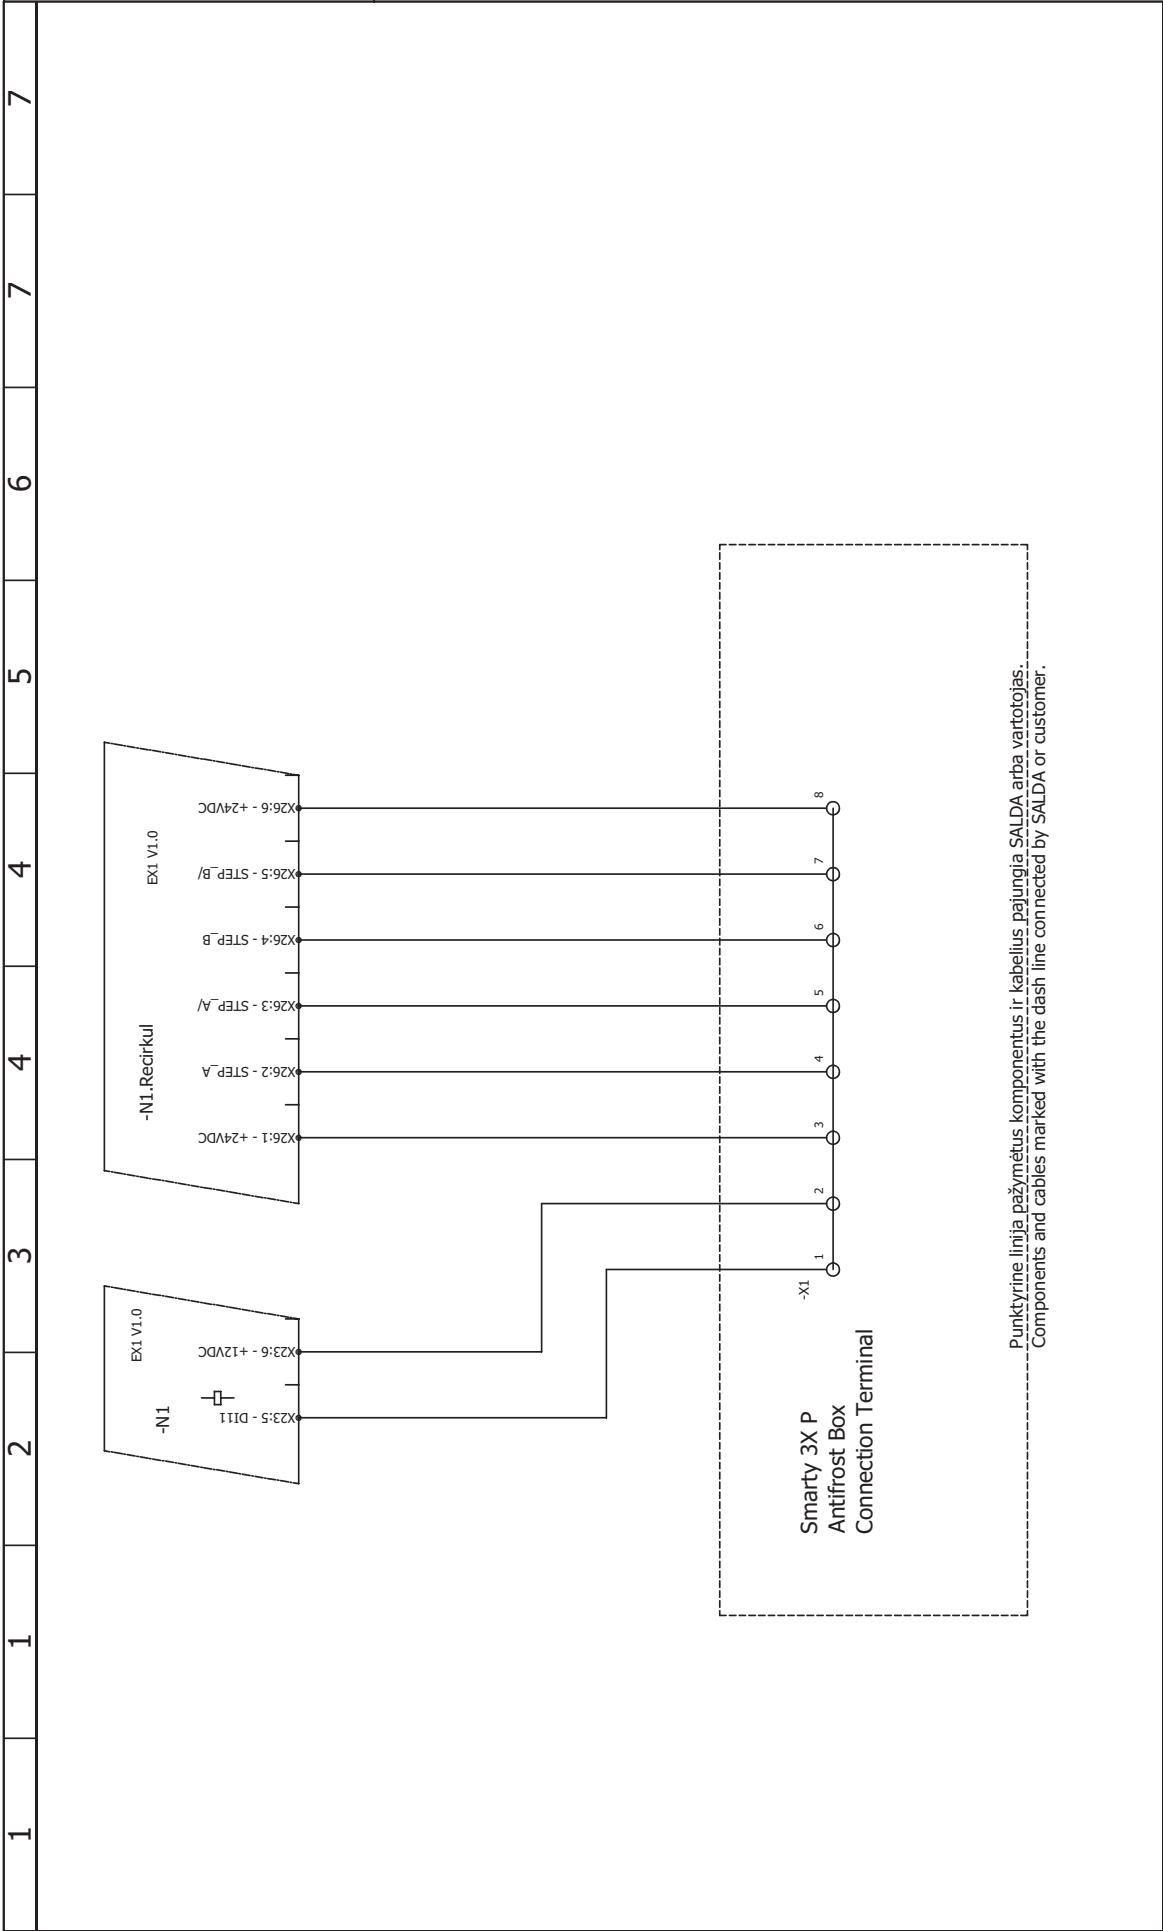 1
1
2
3
4
4
5
6
7
7
-N1
EX1 V1.0
X23:5 - DI11
X23:6 - +12VDC
-N1.Recirkul
EX1 V1.0
X26:1 - +24VDC
X26:2 - STEP_A
X26:3 - STEP_A/
X26:4 - STEP_B
X26:5 - STEP_B/
X26:6 - +24VDC
-X1
1
2
3
4
5
6
7
8
Smarty 3X P
Antifrost Box
Connection Terminal
Punktyrine linija pažymėtus komponentus ir kabelius pajungia SALDA arba vartotojas.
Components and cables marked with the dash line connected by SALDA or customer.